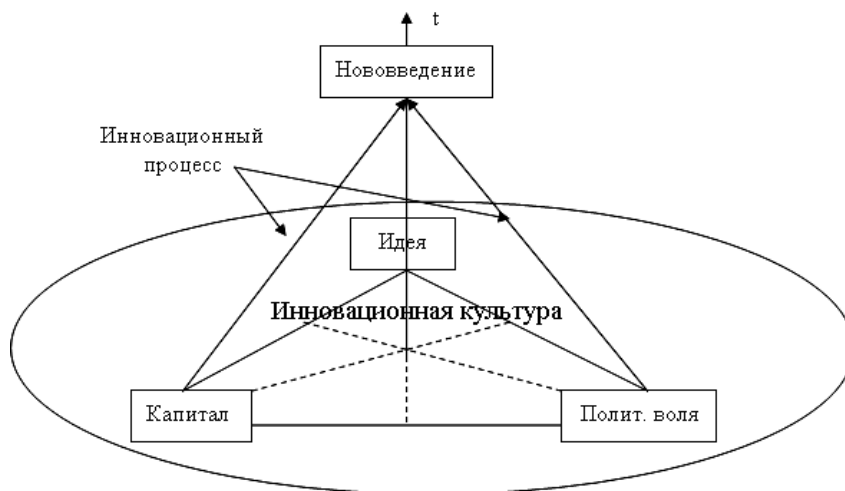 t
Нововведение
Инновационный
процесс
Идея
Инновационная культура
Капитал
Полит. воля